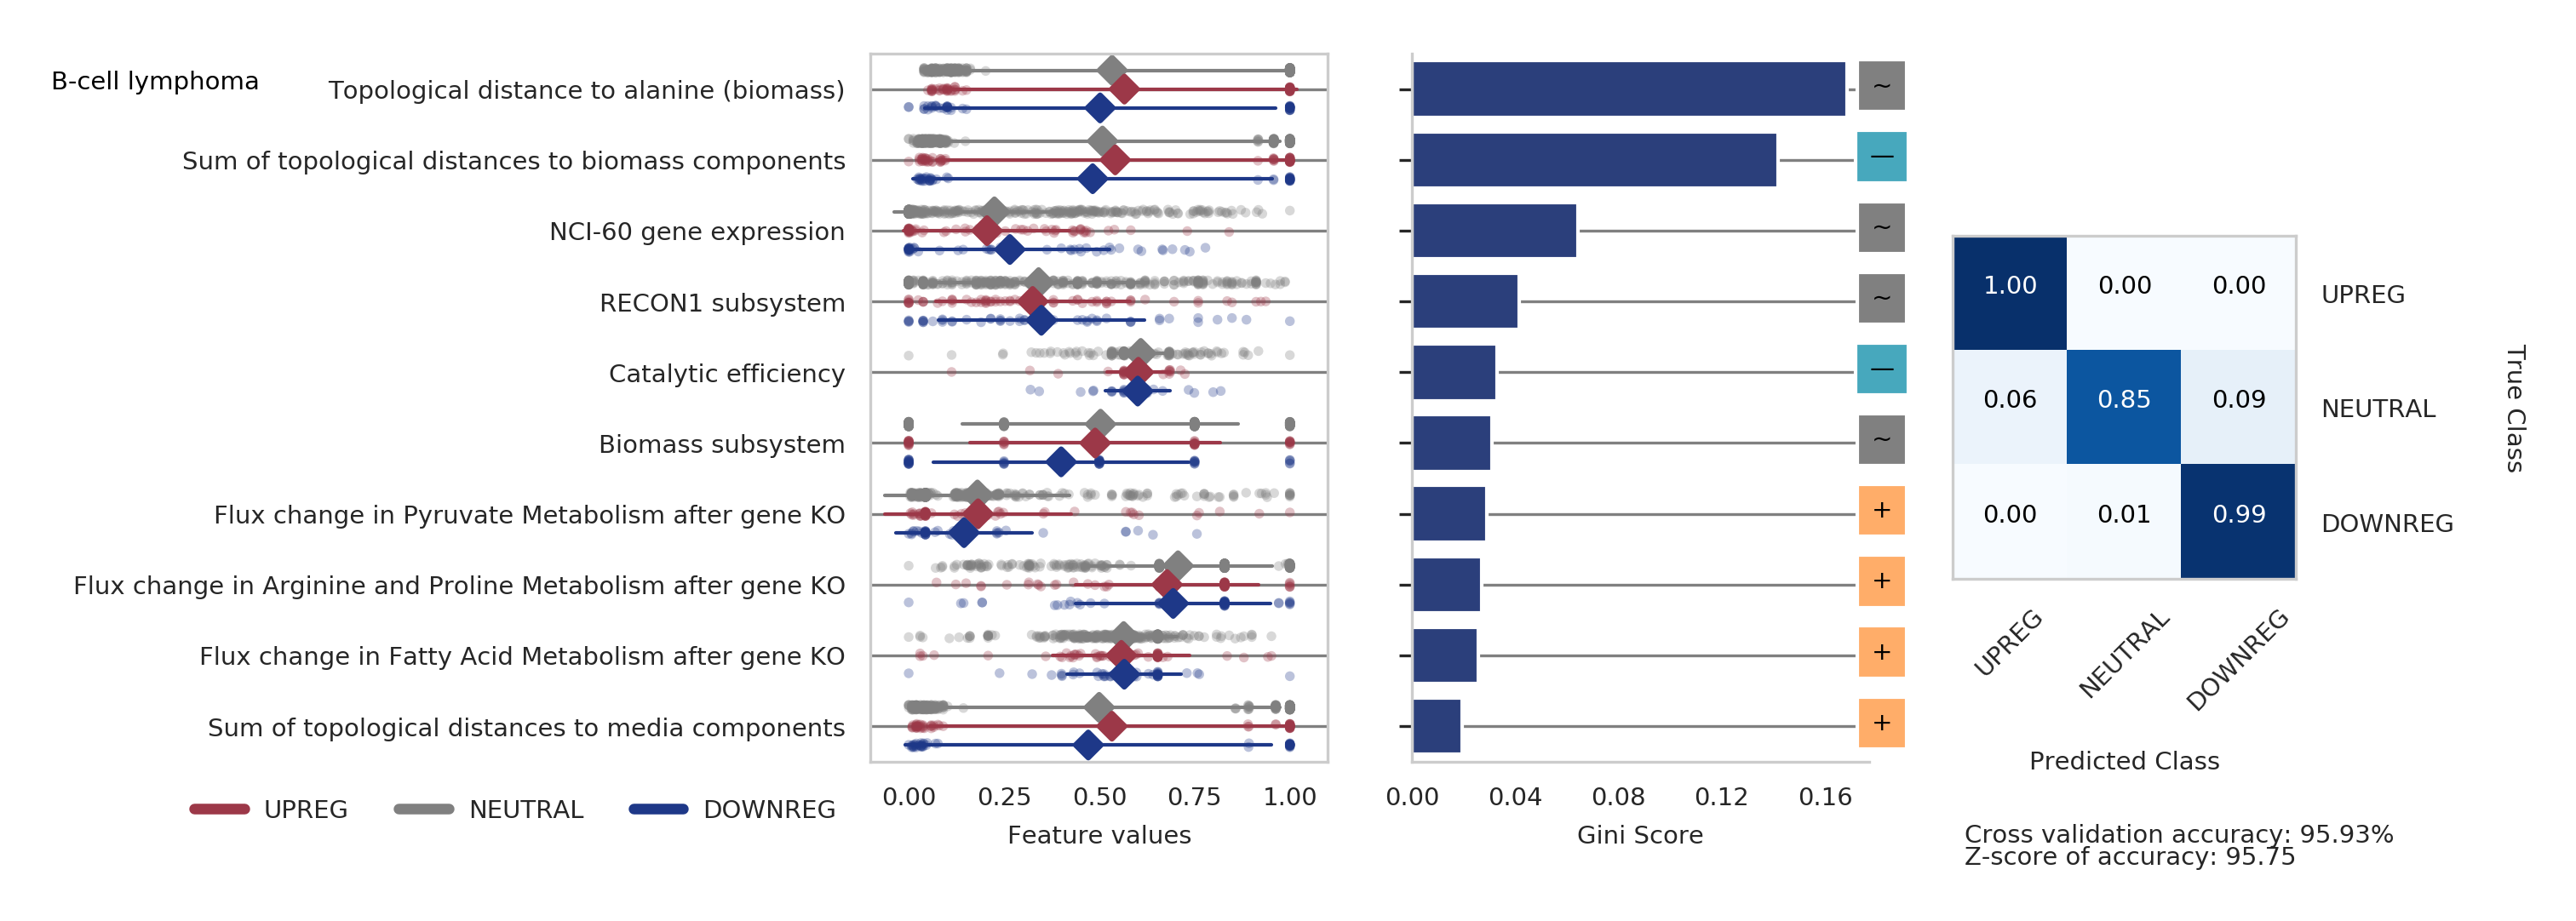 B-cell lymphoma
Topological distance to alanine (biomass)
~
Sum of topological distances to biomass components
—
NCI-60 gene expression
~
RECON1 subsystem
~
Catalytic efficiency
—
Biomass subsystem
~
Flux change in Pyruvate Metabolism after gene KO
+
Flux change in Arginine and Proline Metabolism after gene KO
+
Flux change in Fatty Acid Metabolism after gene KO
+
Sum of topological distances to media components
+
UPREG NEUTRAL DOWNREG
0.00 0.25 0.50 0.75 1.00
Feature values
0.00 0.04 0.08 0.12 0.16
Gini Score
1.00 0.00 0.00 UPREG
0.06 0.85 0.09 NEUTRAL
0.00 0.01 0.99 DOWNREG
True Class
UPREG NEUTRAL DOWNREG
Predicted Class
Cross validation accuracy: 95.93%
Z-score of accuracy: 95.75